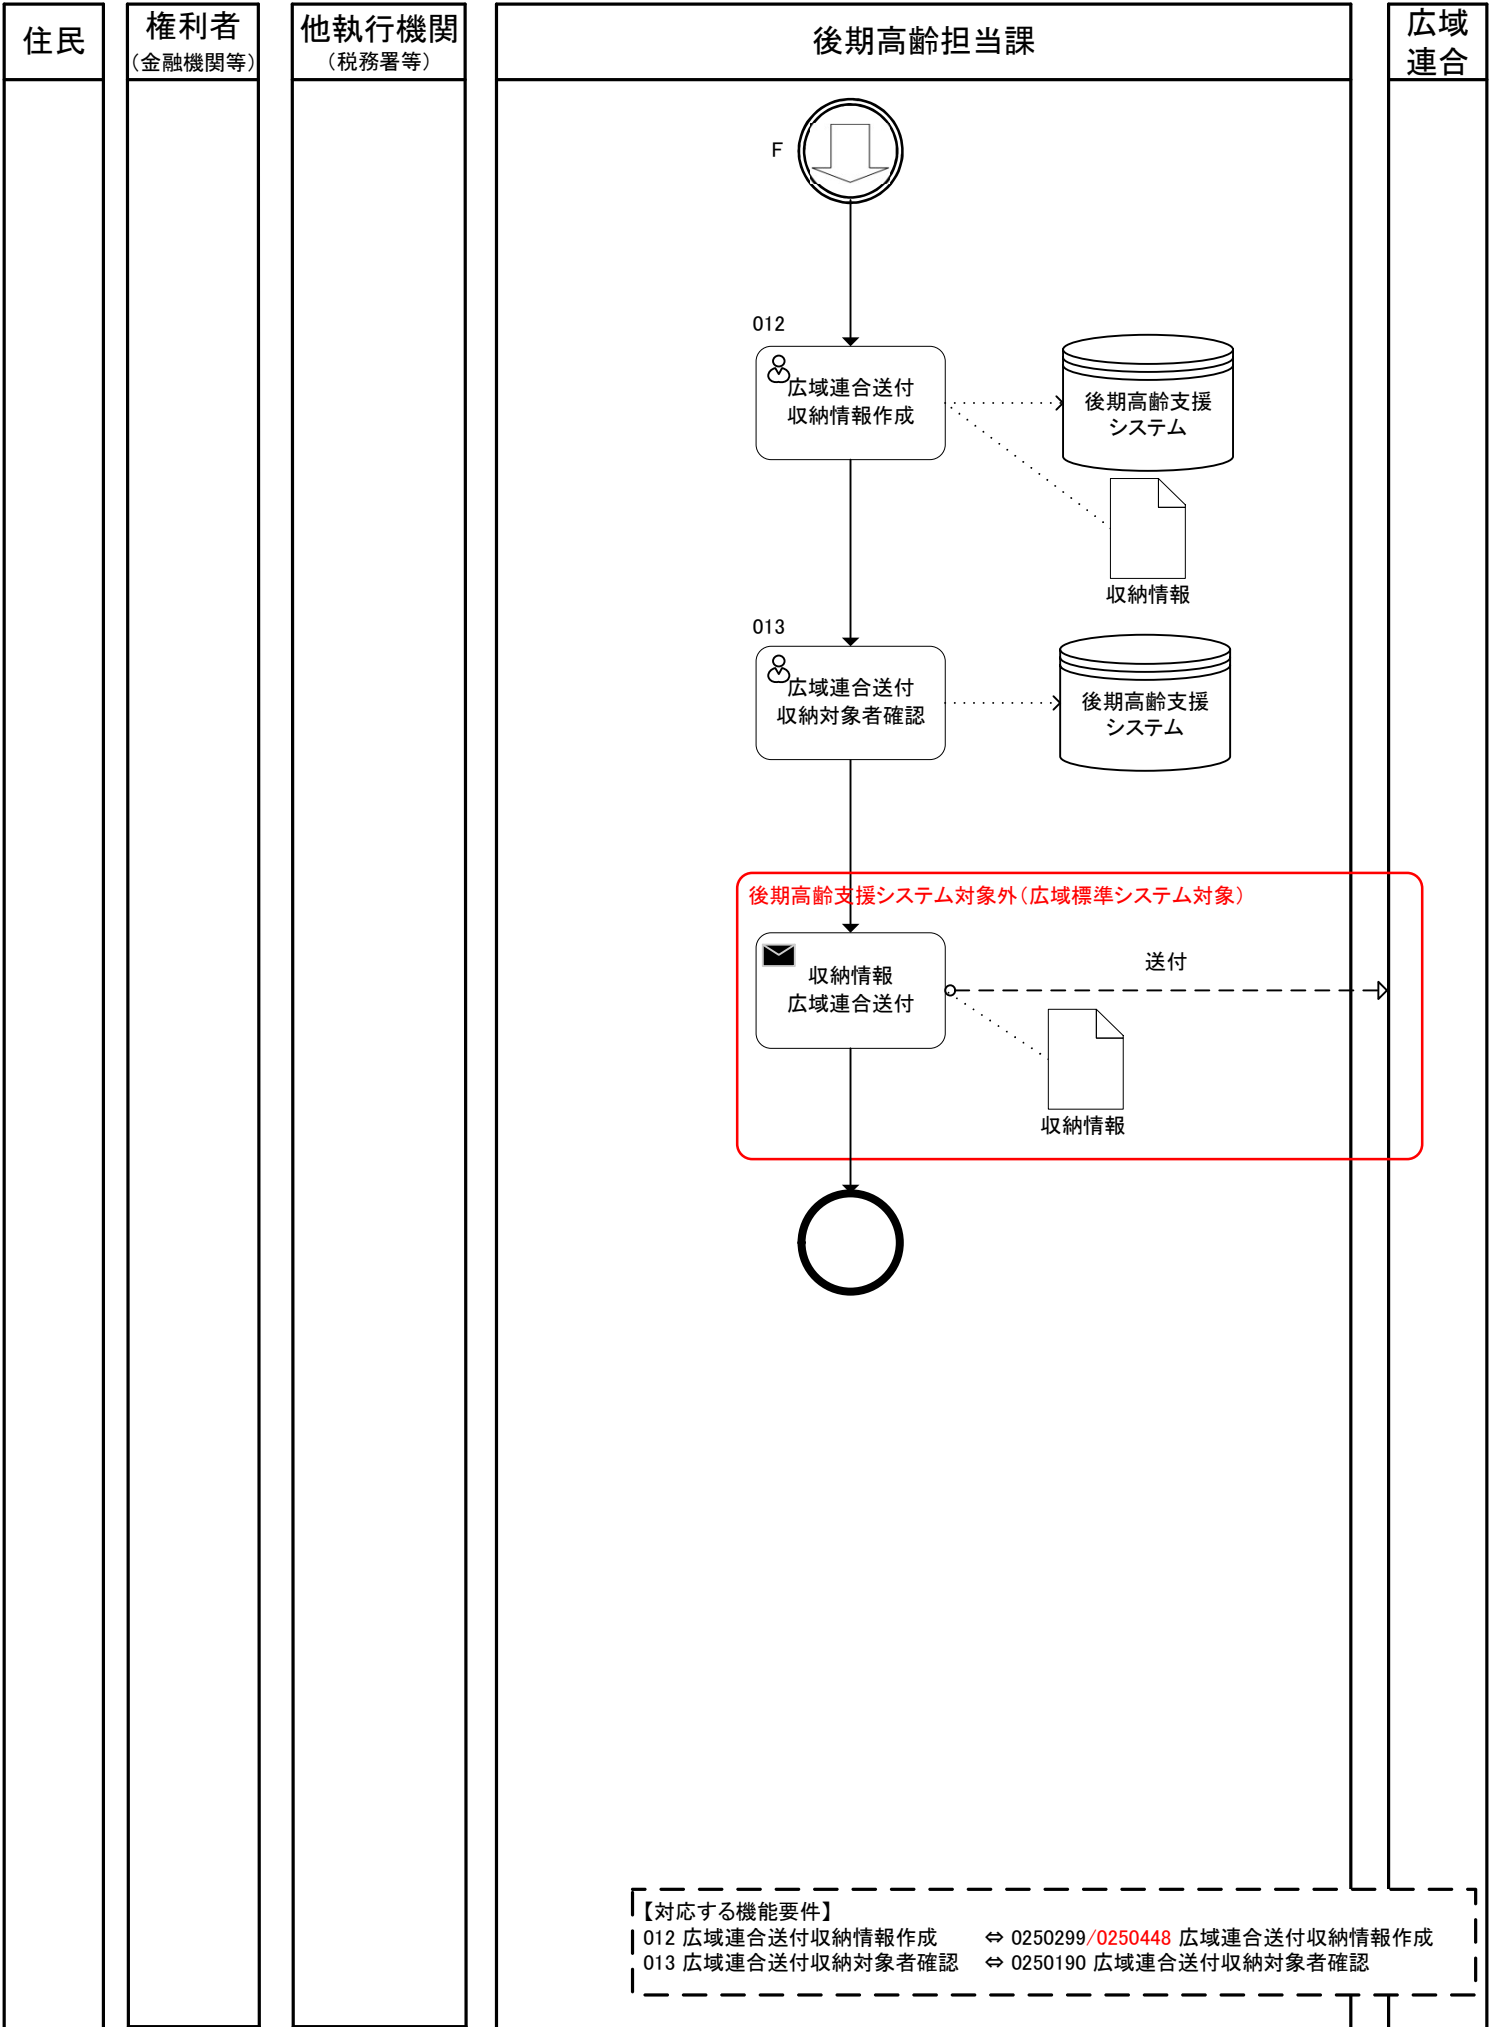 住民
権利者
（金融機関等）
他執行機関
（税務署等）
後期高齢担当課
広域
連合
F
012
広域連合送付
収納情報作成
後期高齢支援
システム
収納情報
013
広域連合送付
収納対象者確認
後期高齢支援
システム
後期高齢支援システム対象外（広域標準システム対象）
収納情報
広域連合送付
送付
収納情報
【対応する機能要件】
012 広域連合送付収納情報作成 ⇔ 0250299/0250448 広域連合送付収納情報作成
013 広域連合送付収納対象者確認 ⇔ 0250190 広域連合送付収納対象者確認